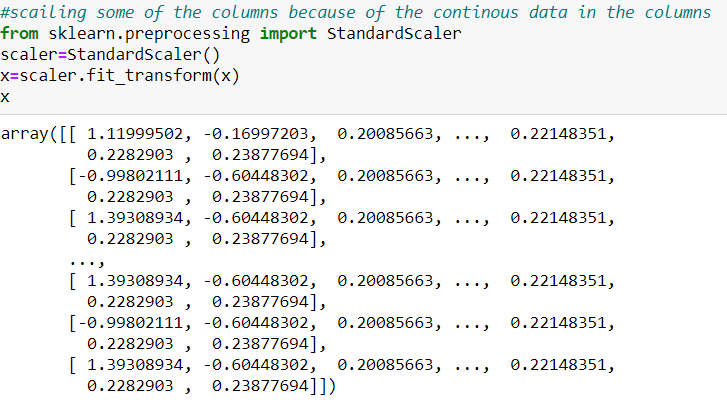 #scailing some of the columns because of the continous data in the columns
from sklearn.preprocessing import StandardScaler
scaler=StandardScaler()
x=scaler.fit_transform(x)
x
array([[ 1.11999502, -0.16997203,  0.20085663, ...,  0.22148351,
         0.2282903 ,  0.23877694],
       [-0.99802111, -0.60448302,  0.20085663, ...,  0.22148351,
         0.2282903 ,  0.23877694],
       [ 1.39308934, -0.60448302,  0.20085663, ...,  0.22148351,
         0.2282903 ,  0.23877694],
       ...,
       [ 1.39308934, -0.60448302,  0.20085663, ...,  0.22148351,
         0.2282903 ,  0.23877694],
       [-0.99802111, -0.60448302,  0.20085663, ...,  0.22148351,
         0.2282903 ,  0.23877694],
       [ 1.39308934, -0.60448302,  0.20085663, ...,  0.22148351,
         0.2282903 ,  0.23877694]])